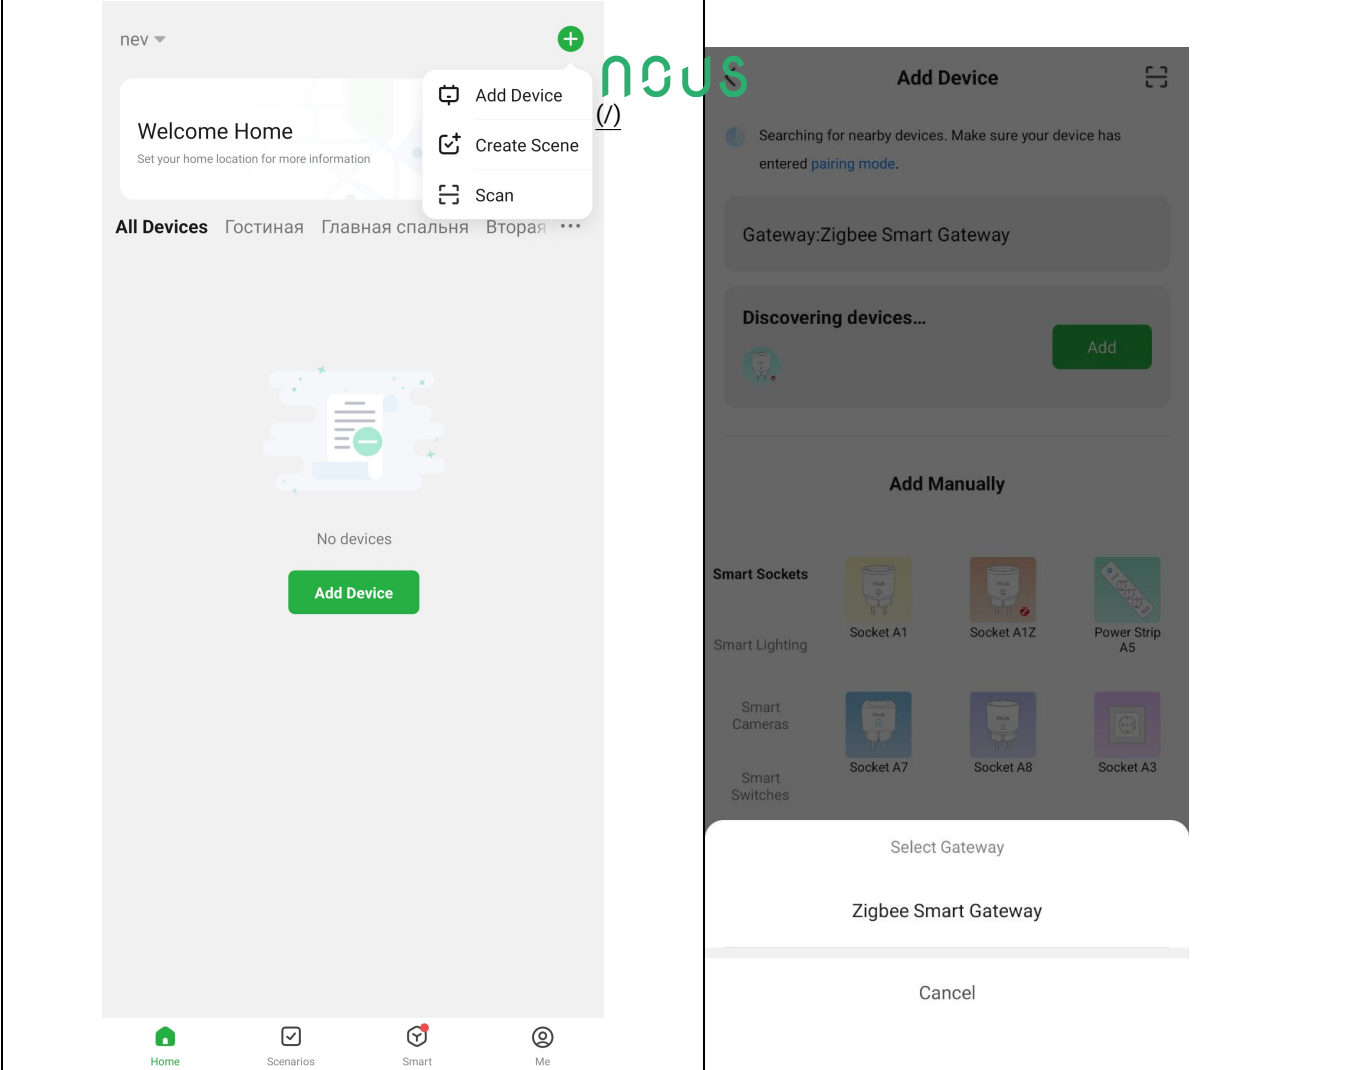 nev
Add Device
Create Scene
Scan
Welcome Home
Set your home location for more information
All Devices Гостиная Главная спальня Вторая
No devices
Add Device
Home Scenarios Smart Me
nous
(/)
Add Device
Searching for nearby devices. Make sure your device has
entered pairing mode.
Gateway:Zigbee Smart Gateway
Discovering devices...
Add
Add Manually
Smart Sockets
Smart Lighting
Smart
Cameras
Smart
Switches
Socket A1 Socket A1Z Power Strip
A5
Socket A7 Socket A8 Socket A3
Select Gateway
Zigbee Smart Gateway
Cancel